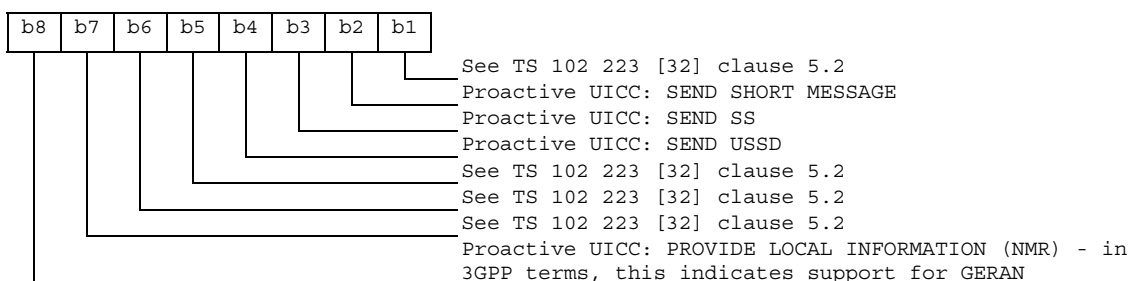 b8 b7 b6 b5 b4 b3 b2 b1
See TS 102 223 [32] clause 5.2
Proactive UICC: SEND SHORT MESSAGE
Proactive UICC: SEND SS
Proactive UICC: SEND USSD
See TS 102 223 [32] clause 5.2
See TS 102 223 [32] clause 5.2
See TS 102 223 [32] clause 5.2
Proactive UICC: PROVIDE LOCAL INFORMATION (NMR) - in
3GPP terms, this indicates support for GERAN